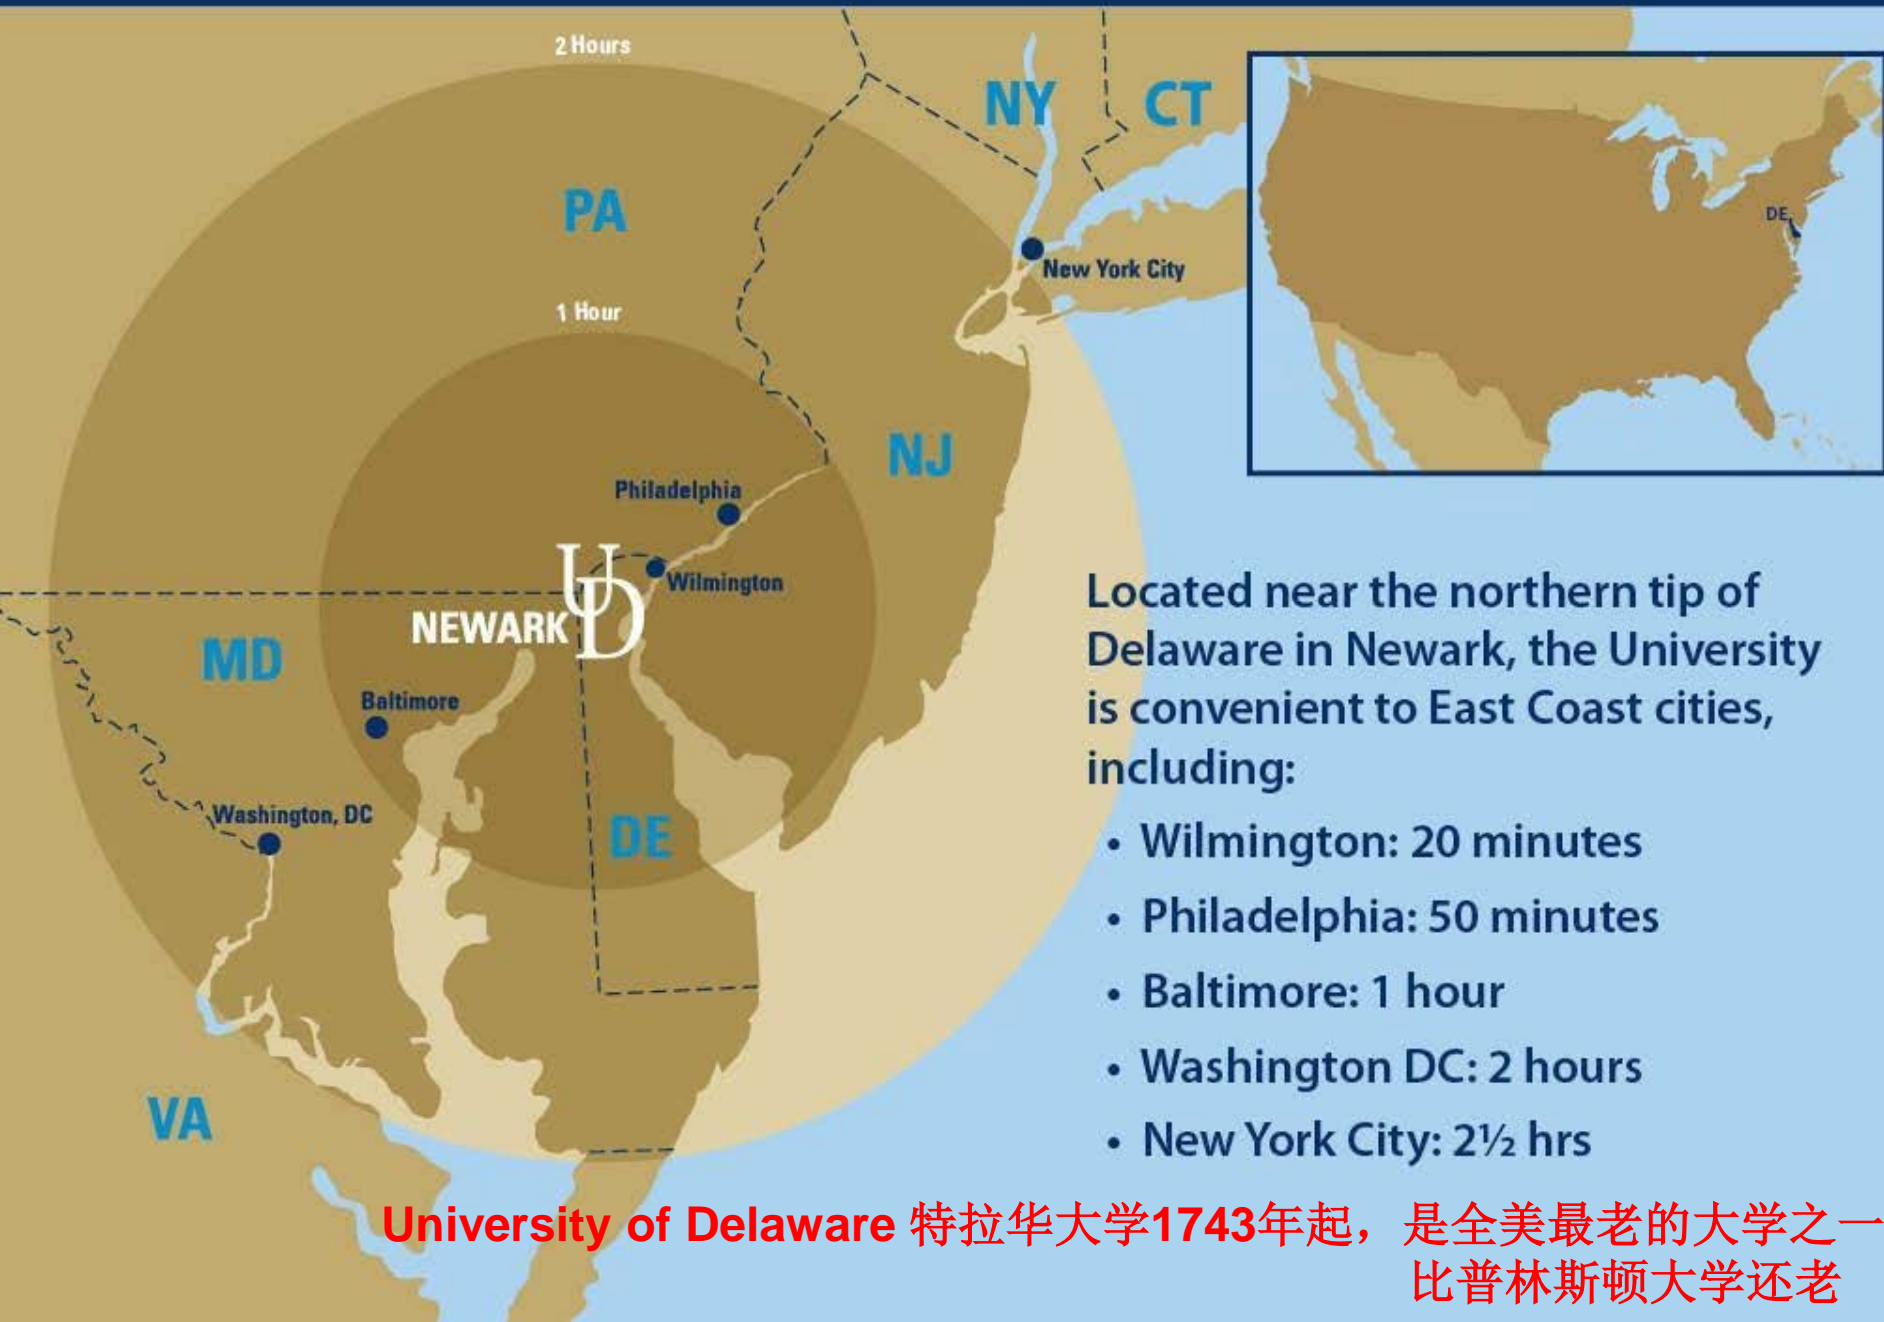 2 Hours
NY
CT
PA
DE
New York City
1 Hour
NJ
Philadelphia
Wilmington
UD
NEWARK
MD
Baltimore
Washington, DC
DE
VA
Located near the northern tip of
Delaware in Newark, the University
is convenient to East Coast cities,
including:
• Wilmington: 20 minutes
• Philadelphia: 50 minutes
• Baltimore: 1 hour
• Washington DC: 2 hours
• New York City: 2½ hrs
University of Delaware 特拉华大学1743年起，是全美最老的大学之一
比普林斯顿大学还老